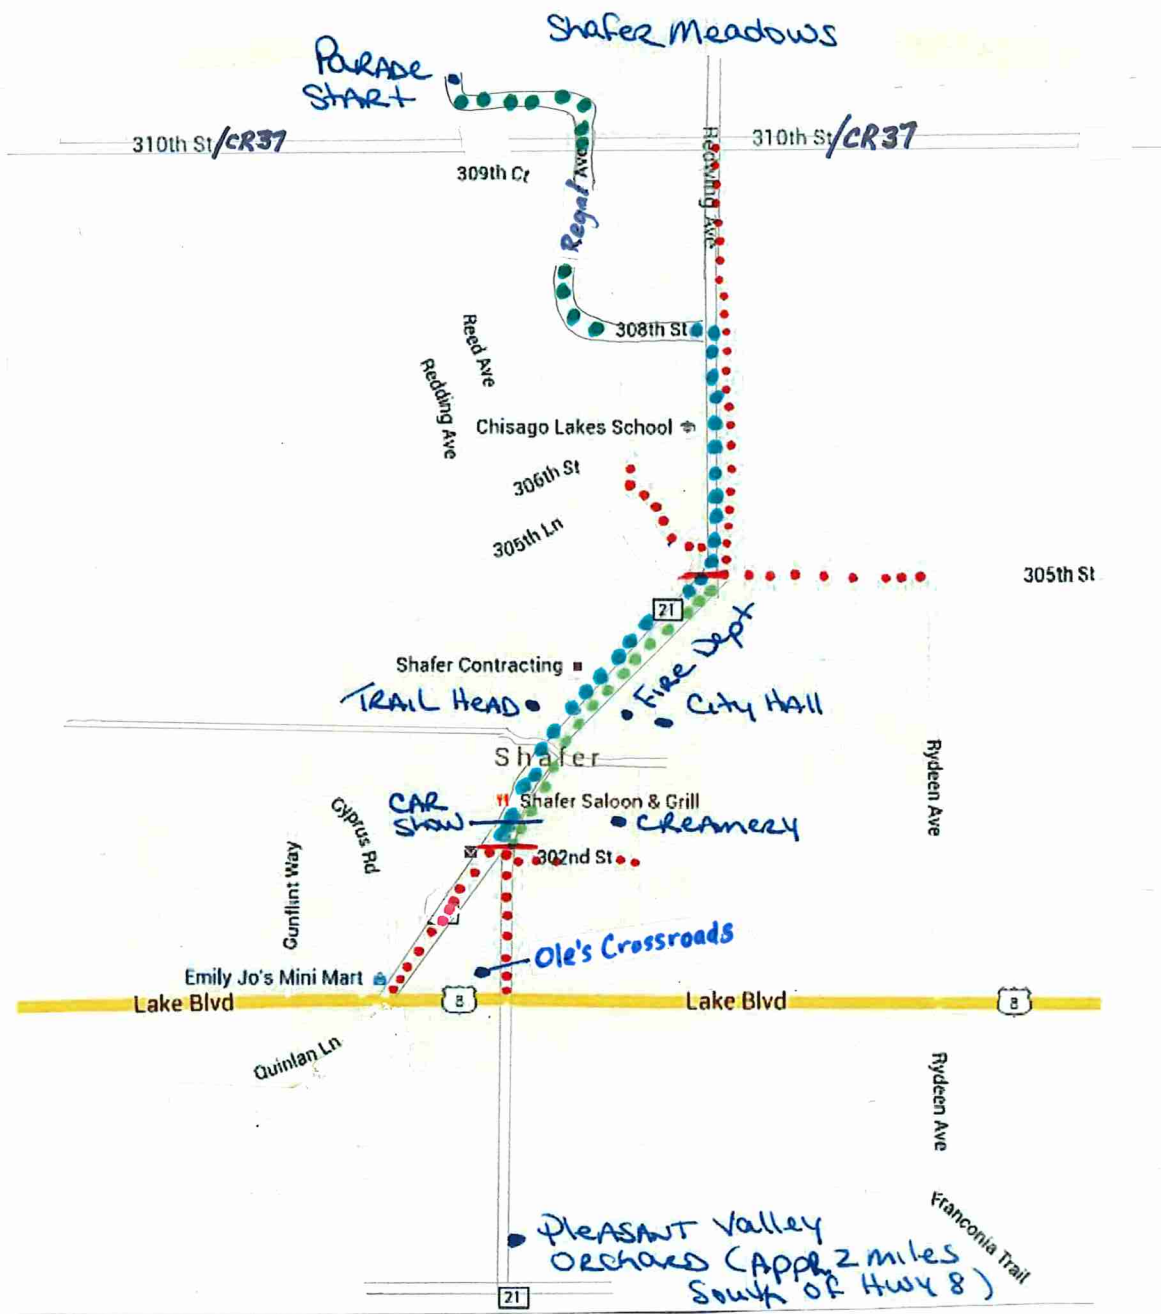 Shafer Meadows
PARADE
START
310th St/CR37
310th St/CR37
309th Ct
Regal
Redwing Ave
308th St
Reed Ave
Redding Ave
Chisago Lakes School
306th St
305th Ln
305th St
21
Fire Dept
Shafer Contracting
TRAIL HEAD
City HAll
Shafer
Rydeen Ave
Shafer Saloon & Grill
CAR
SHOW
CREAMERY
Cyprus Rd
302nd St
Gunflint Way
Ole's Crossroads
Emily Jo's Mini Mart
Lake Blvd
8
Lake Blvd
8
Quinlan Ln
Rydeen Ave
Franconia Trail
PleASANT Valley
ORCHARD (Appr. 2 miles
South of Hwy 8)
21